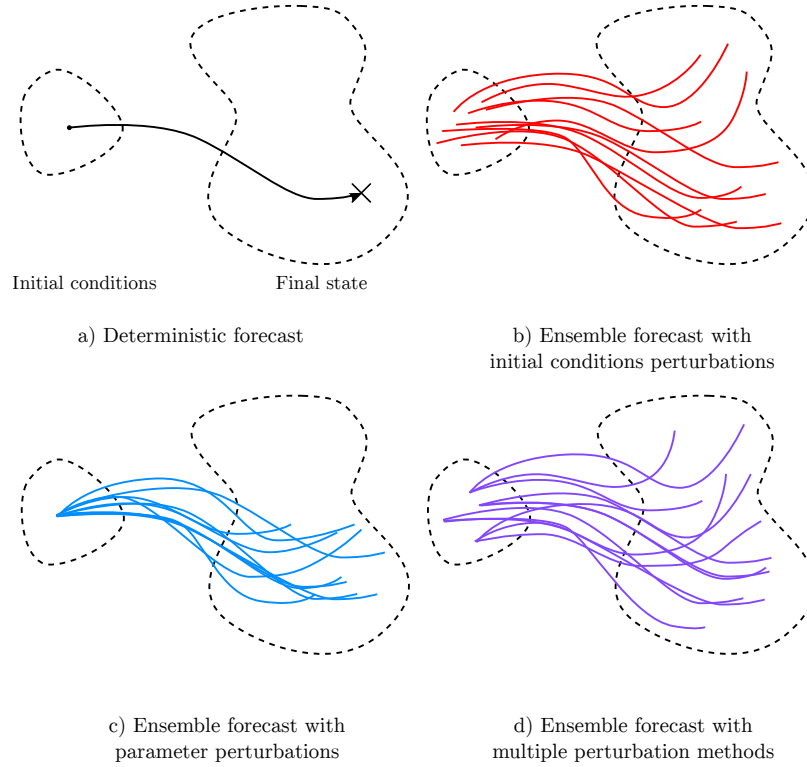 Initial conditions
Final state
a) Deterministic forecast
b) Ensemble forecast with
initial conditions perturbations
c) Ensemble forecast with
parameter perturbations
d) Ensemble forecast with
multiple perturbation methods